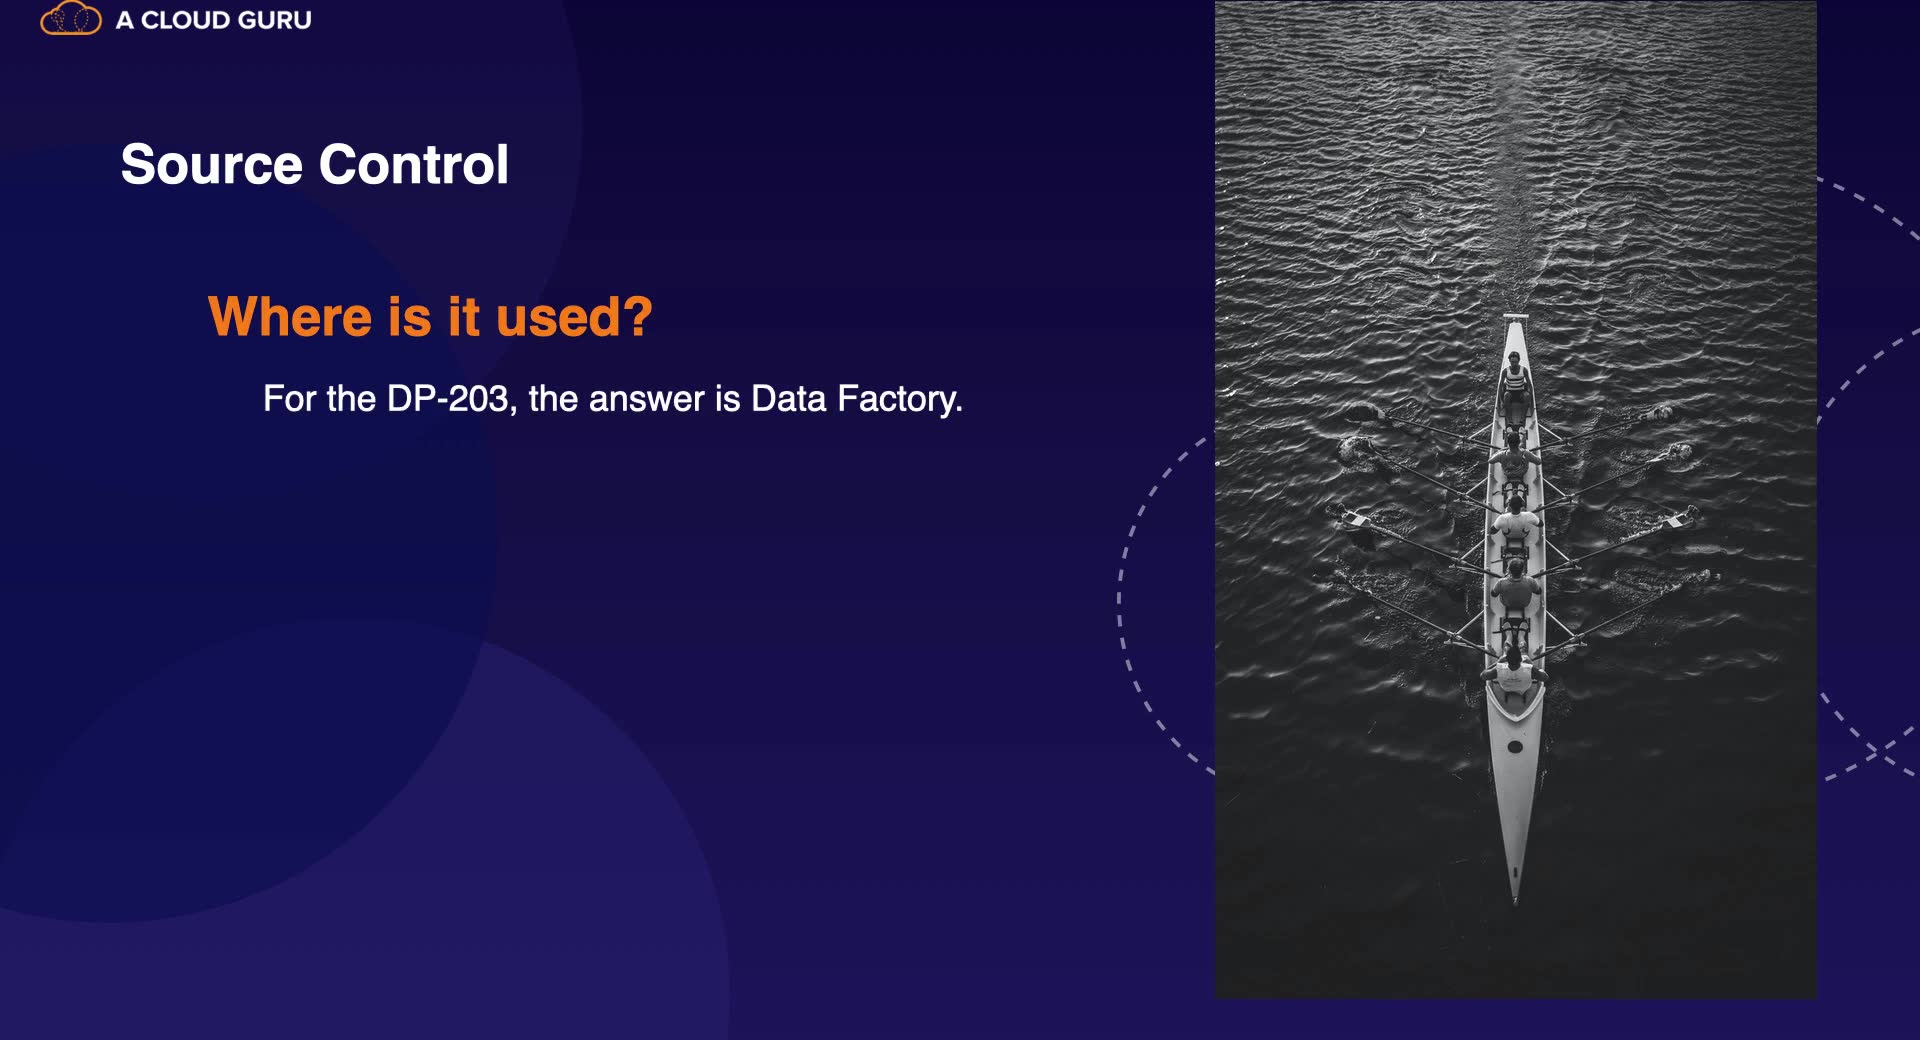 A CLOUD GURU
Source Control
Where is it used?
For the DP-203, the answer is Data Factory.